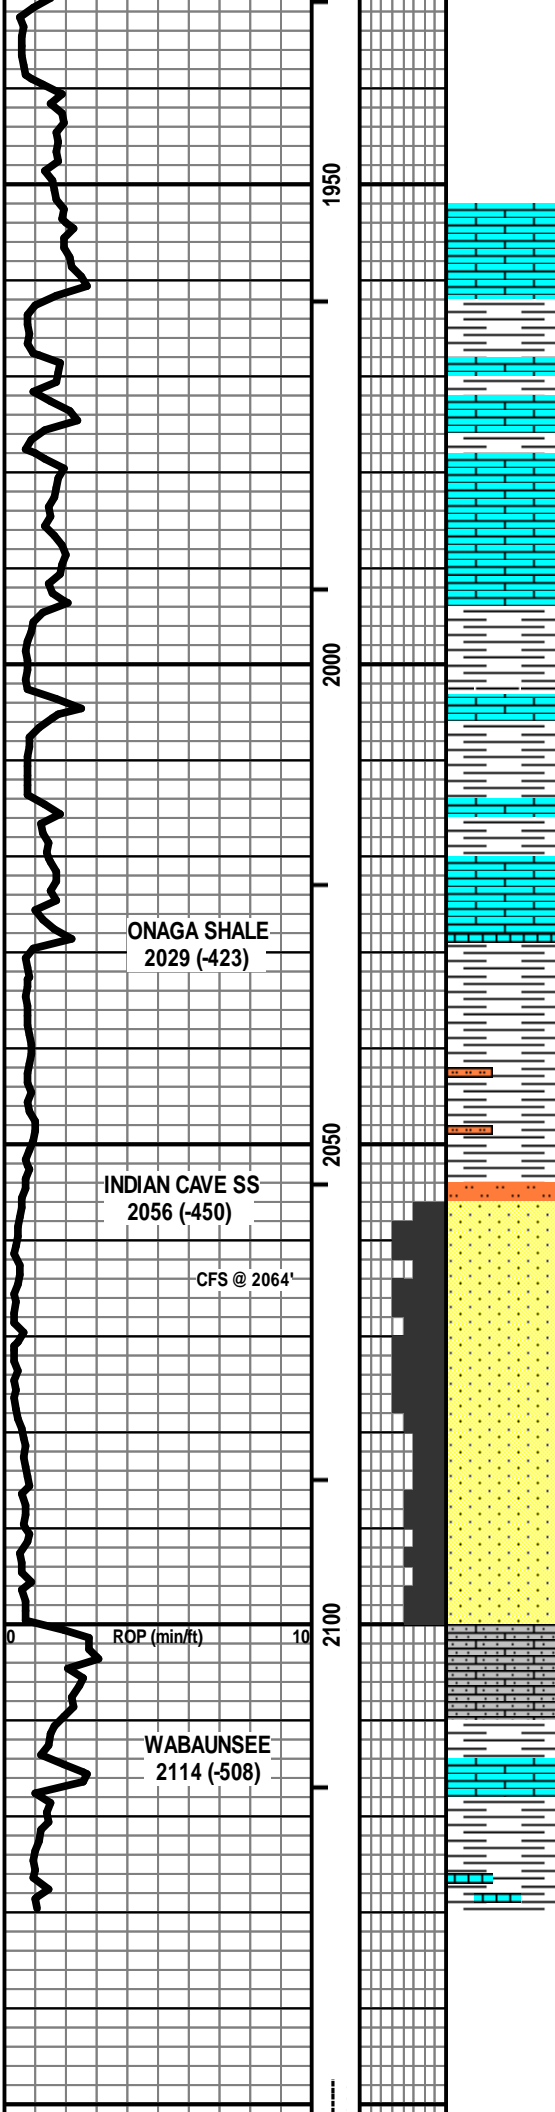 1950
2000
ONAGA SHALE
2029 (-423)
2050
INDIAN CAVE SS
2056 (-450)
CFS @ 2064'
0 ROP (min/ft) 10
2100
WABAUNSEE
2114 (-508)